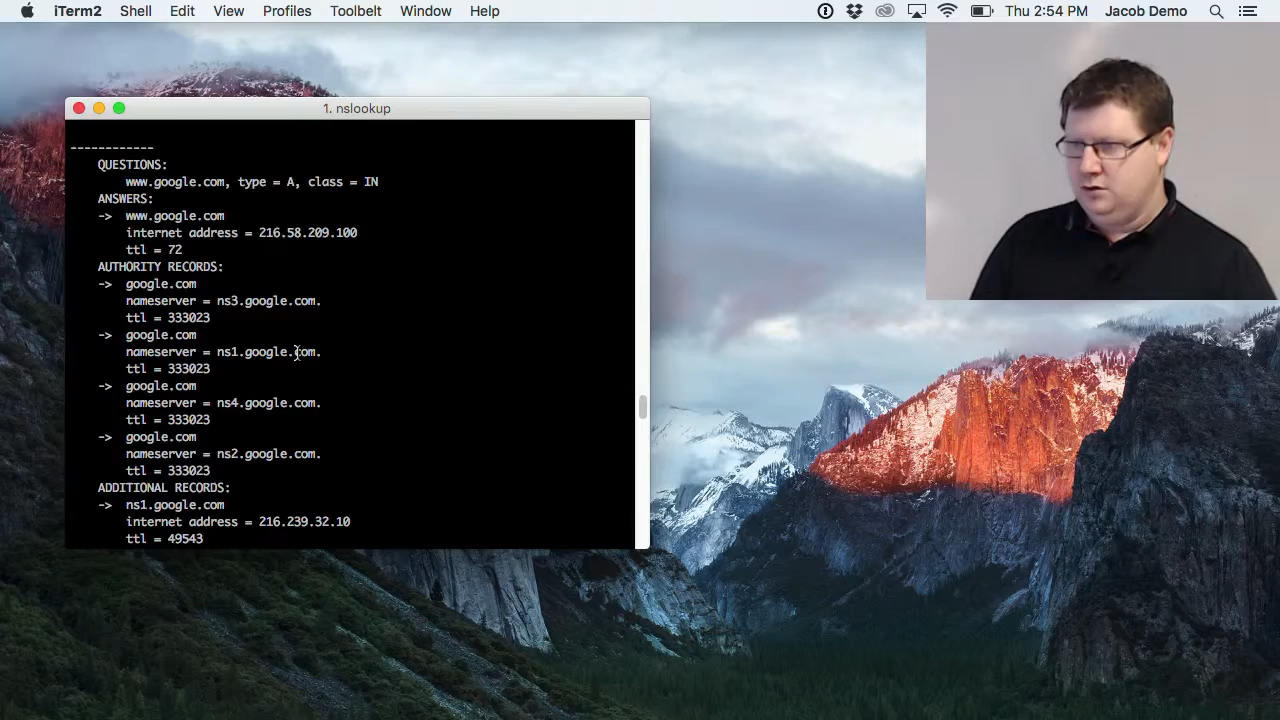 iTerm2 Shell Edit View Profiles Toolbelt Window Help Thu 2:54 PM Jacob Demo
1. nslookup
------------
QUESTIONS:
www.google.com, type = A, class = IN
ANSWERS:
-> www.google.com
internet address = 216.58.209.100
ttl = 72
AUTHORITY RECORDS:
-> google.com
nameserver = ns3.google.com.
ttl = 333023
-> google.com
nameserver = ns1.google.com.
ttl = 333023
-> google.com
nameserver = ns4.google.com.
ttl = 333023
-> google.com
nameserver = ns2.google.com.
ttl = 333023
ADDITIONAL RECORDS:
-> ns1.google.com
internet address = 216.239.32.10
ttl = 49543